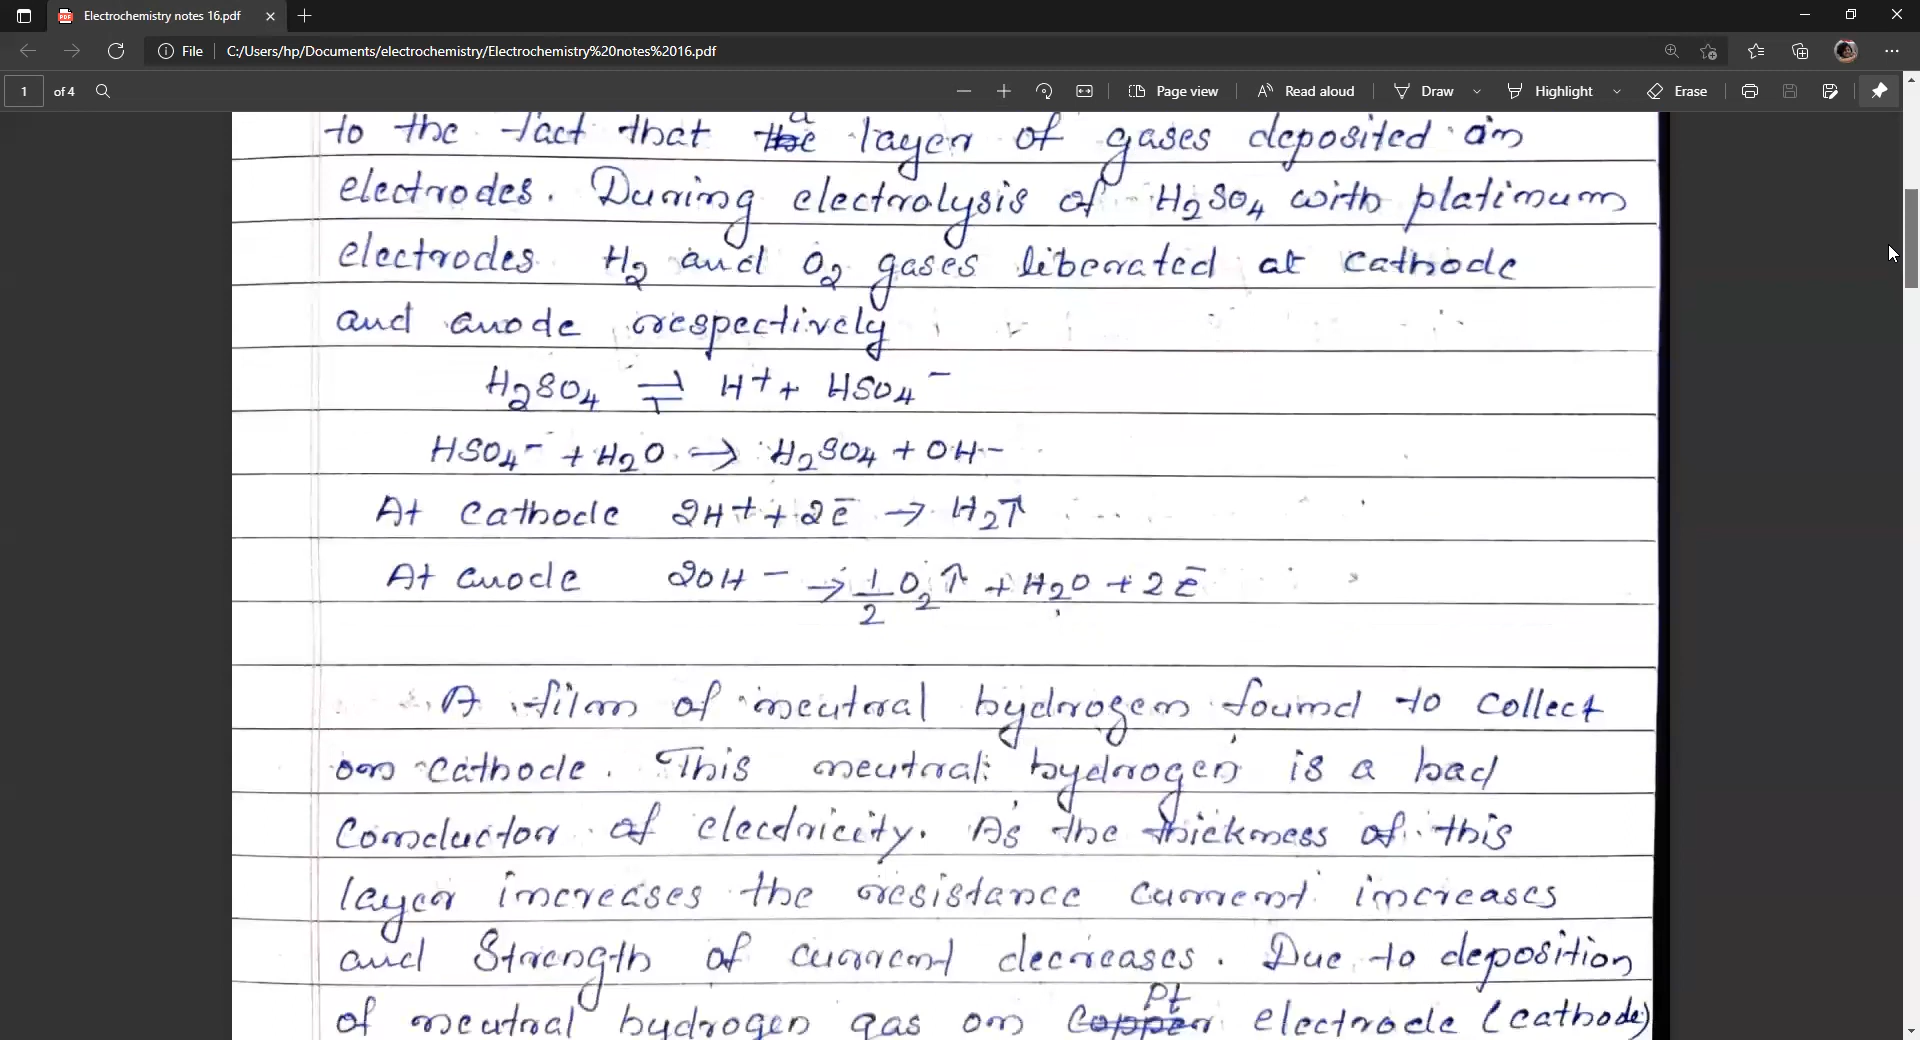 Electrochemistry notes 16.pdf
File C:/Users/hp/Documents/electrochemistry/Electrochemistry%20notes%2016.pdf
1 of 4 Page view Read aloud Draw Highlight Erase
to the fact that a layer of gases deposited on
electrodes. During electrolysis of H2SO4 with platinum
electrodes H2 and O2 gases liberated at cathode
and anode respectively
H2SO4 ⇌ H+ + HSO4-
HSO4- + H2O → H2SO4 + OH-
At Cathode 2H+ + 2e- → H2↑
At anode 2OH- → 1/2 O2↑ + H2O + 2e-
A film of neutral hydrogen found to collect
on cathode. This neutral hydrogen is a bad
Conductor of electricity. As the thickness of this
layer increases the resistance current increases
and Strength of current decreases. Due to deposition
of neutral hydrogen gas on Pt electrode (cathode)